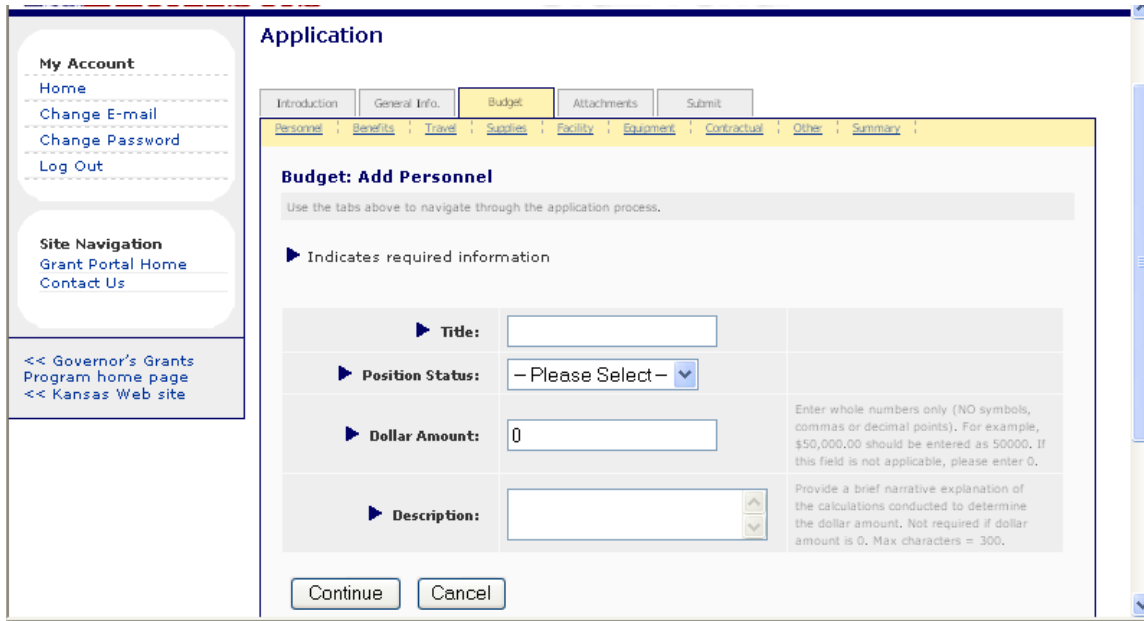 Application
My Account
Home
Change E-mail
Change Password
Log Out
Site Navigation
Grant Portal Home
Contact Us
<< Governor's Grants
Program home page
<< Kansas Web site
Introduction General Info. Budget Attachments Submit
Personnel Benefits Travel Supplies Facility Equipment Contractual Other Summary
Budget: Add Personnel
Use the tabs above to navigate through the application process.
Indicates required information
Title:
Position Status: – Please Select –
Dollar Amount: 0
Enter whole numbers only (NO symbols,
commas or decimal points). For example,
$50,000.00 should be entered as 50000. If
this field is not applicable, please enter 0.
Description:
Provide a brief narrative explanation of
the calculations conducted to determine
the dollar amount. Not required if dollar
amount is 0. Max characters = 300.
Continue Cancel